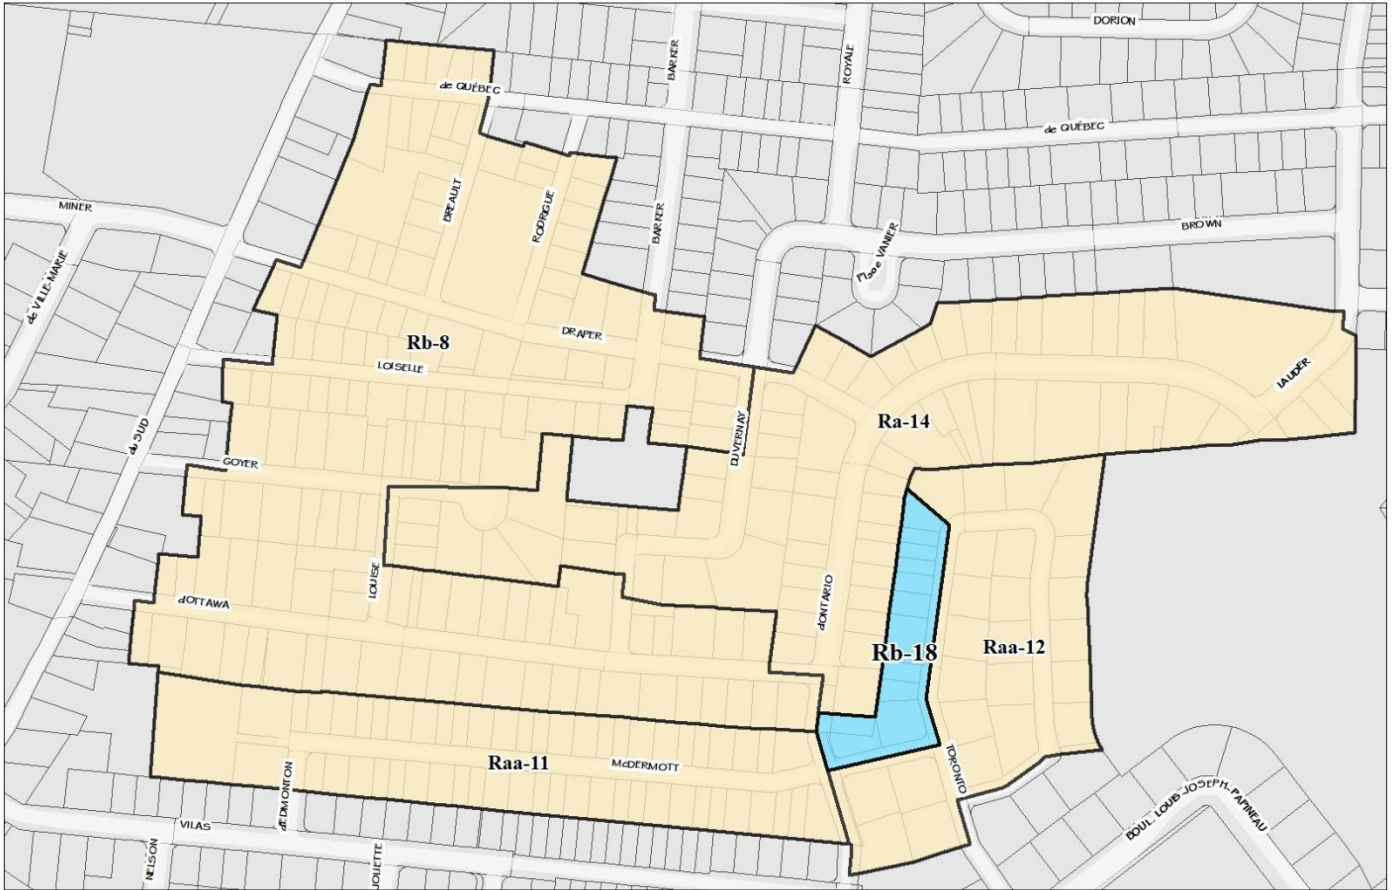 DORION
BARKER
ROYALE
de QUÉBEC
de QUÉBEC
BREAULT
RODRIGUE
BARKER
MINER
BROWN
Place VANIER
de VILLE-MARIE
DRAPER
Rb-8
LOISELLE
LAUDER
Ra-14
DUVERNAY
du SUD
GOYER
LOUISE
d'OTTAWA
d'ONTARIO
Rb-18
Raa-12
Raa-11
McDERMOTT
TORONTO
d'EDMONTON
BOUL. LOUIS-JOSEPH-PAPINEAU
VILAS
NELSON
JOLIETTE